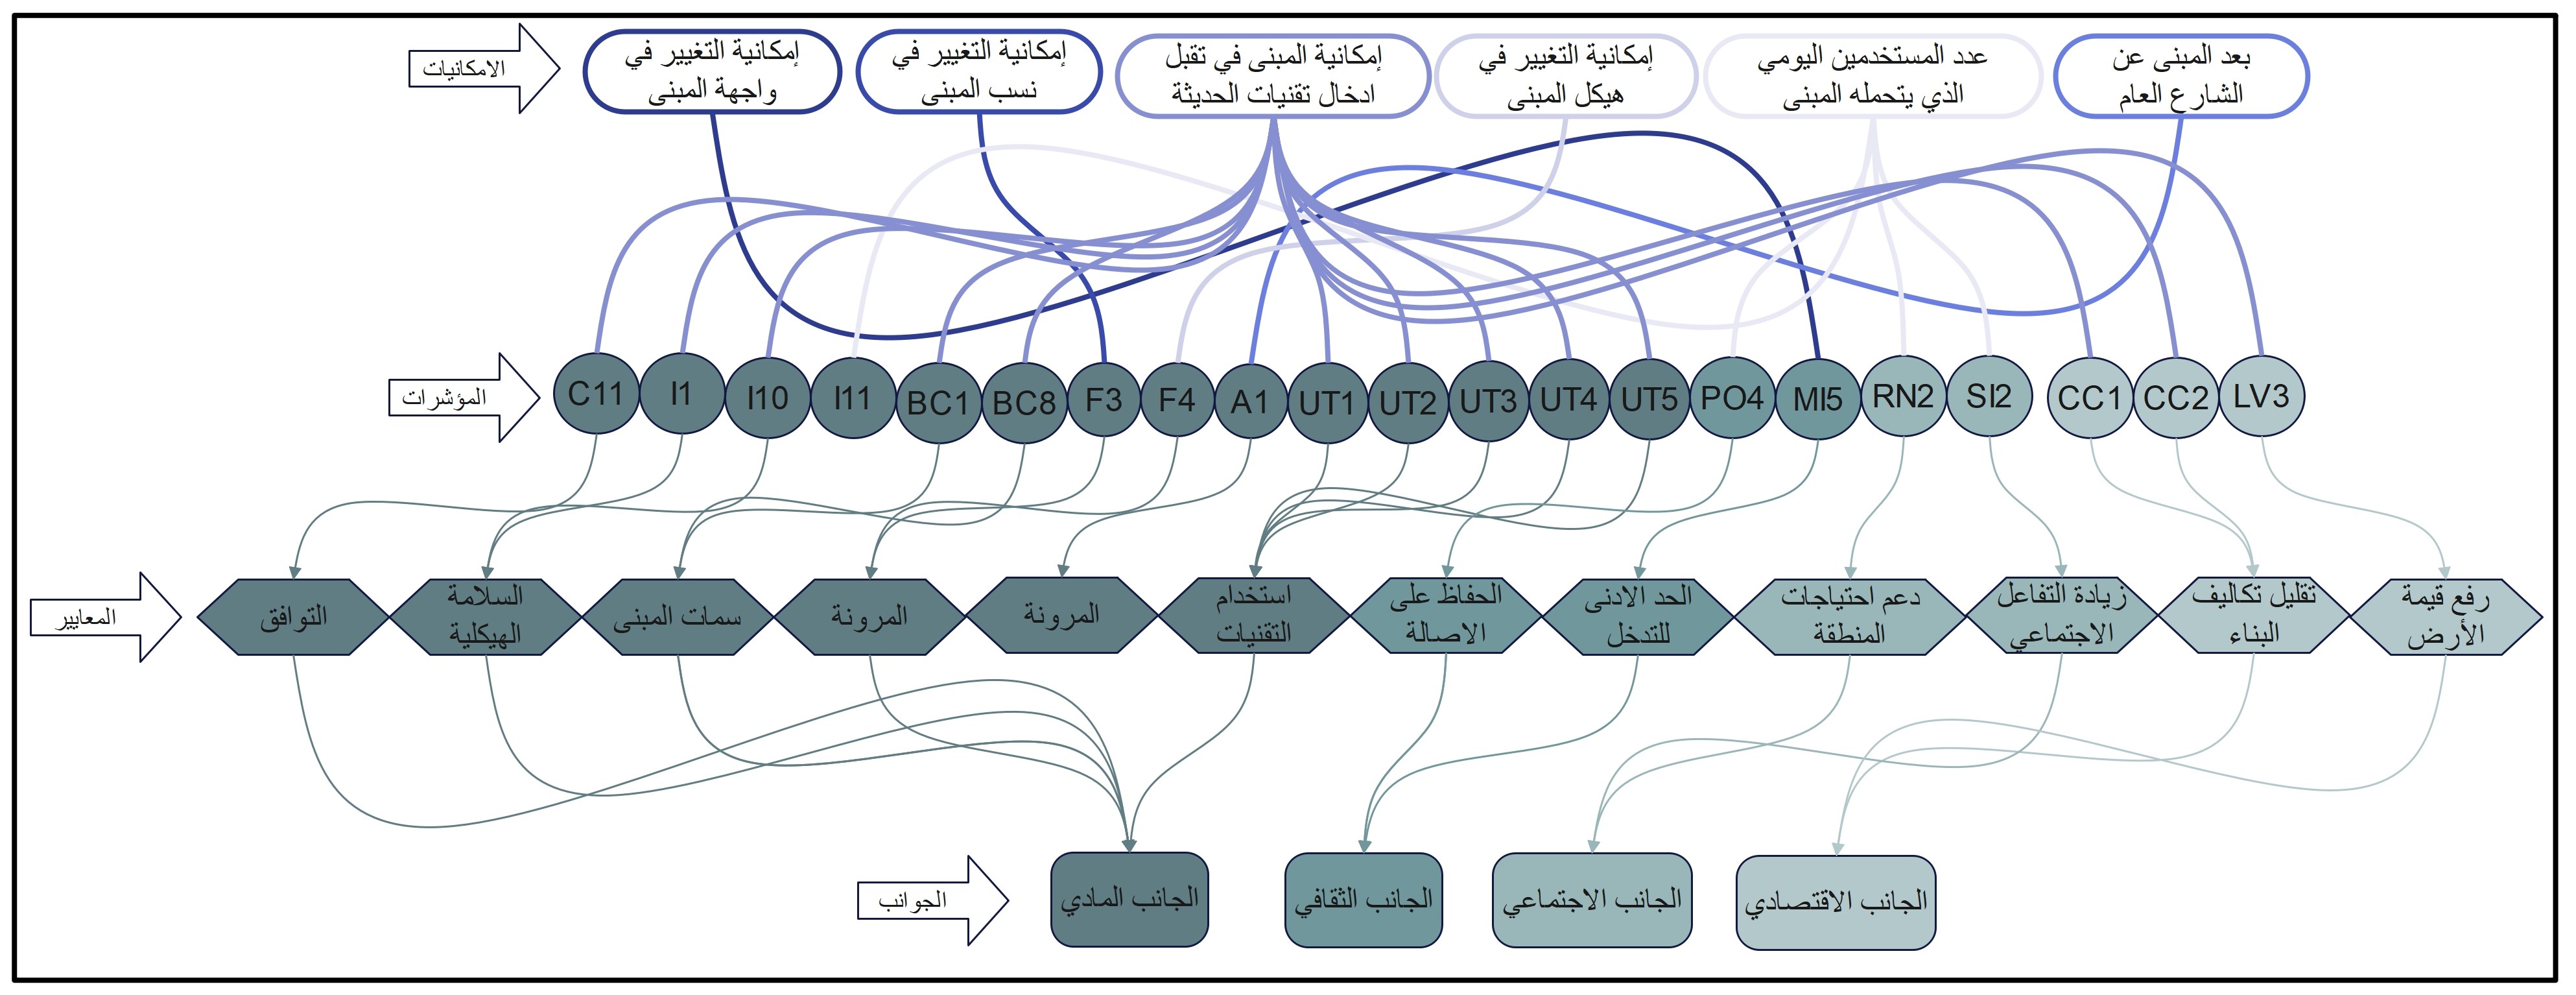 الامكانيات
إمكانية التغيير في
واجهة المبنى
إمكانية التغيير في
نسب المبنى
إمكانية المبنى في تقبل
ادخال تقنيات الحديثة
إمكانية التغيير في
هيكل المبنى
عدد المستخدمين اليومي
الذي يتحمله المبنى
بعد المبنى عن
الشارع العام
المؤشرات
C11
I1
I10
I11
BC1
BC8
F3
F4
A1
UT1
UT2
UT3
UT4
UT5
PO4
MI5
RN2
SI2
CC1
CC2
LV3
المعايير
التوافق
السلامة
الهيكلية
سمات المبنى
المرونة
المرونة
استخدام
التقنيات
الحفاظ على
الاصالة
الحد الادنى
للتدخل
دعم احتياجات
المنطقة
زيادة التفاعل
الاجتماعي
تقليل تكاليف
البناء
رفع قيمة
الأرض
الجوانب
الجانب المادي
الجانب الثقافي
الجانب الاجتماعي
الجانب الاقتصادي